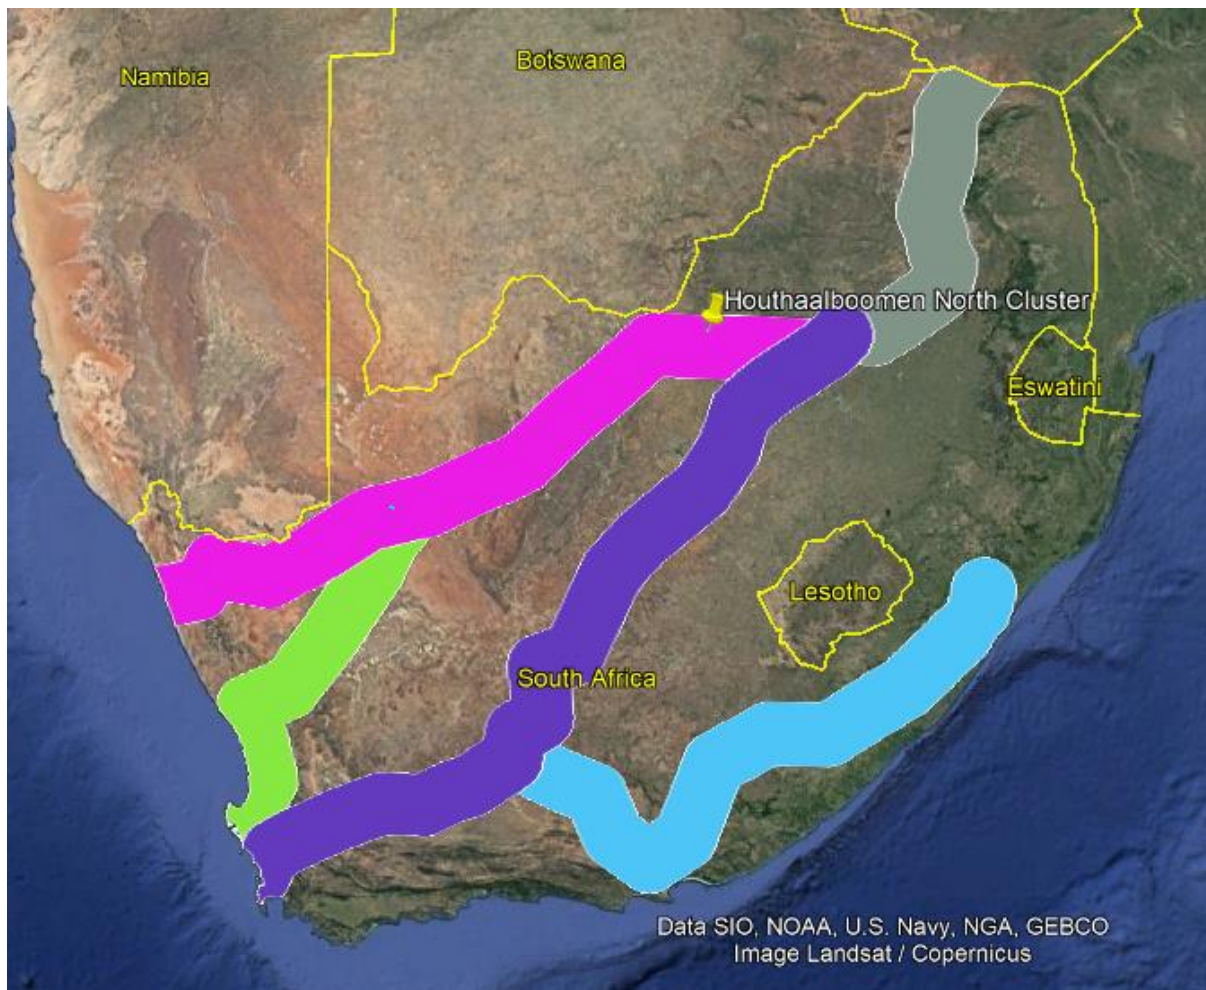 Botswana
Namibia
Houthaalboomen North Cluster
Eswatini
Lesotho
South Africa
Data SIO, NOAA, U.S. Navy, NGA, GEBCO
Image Landsat / Copernicus